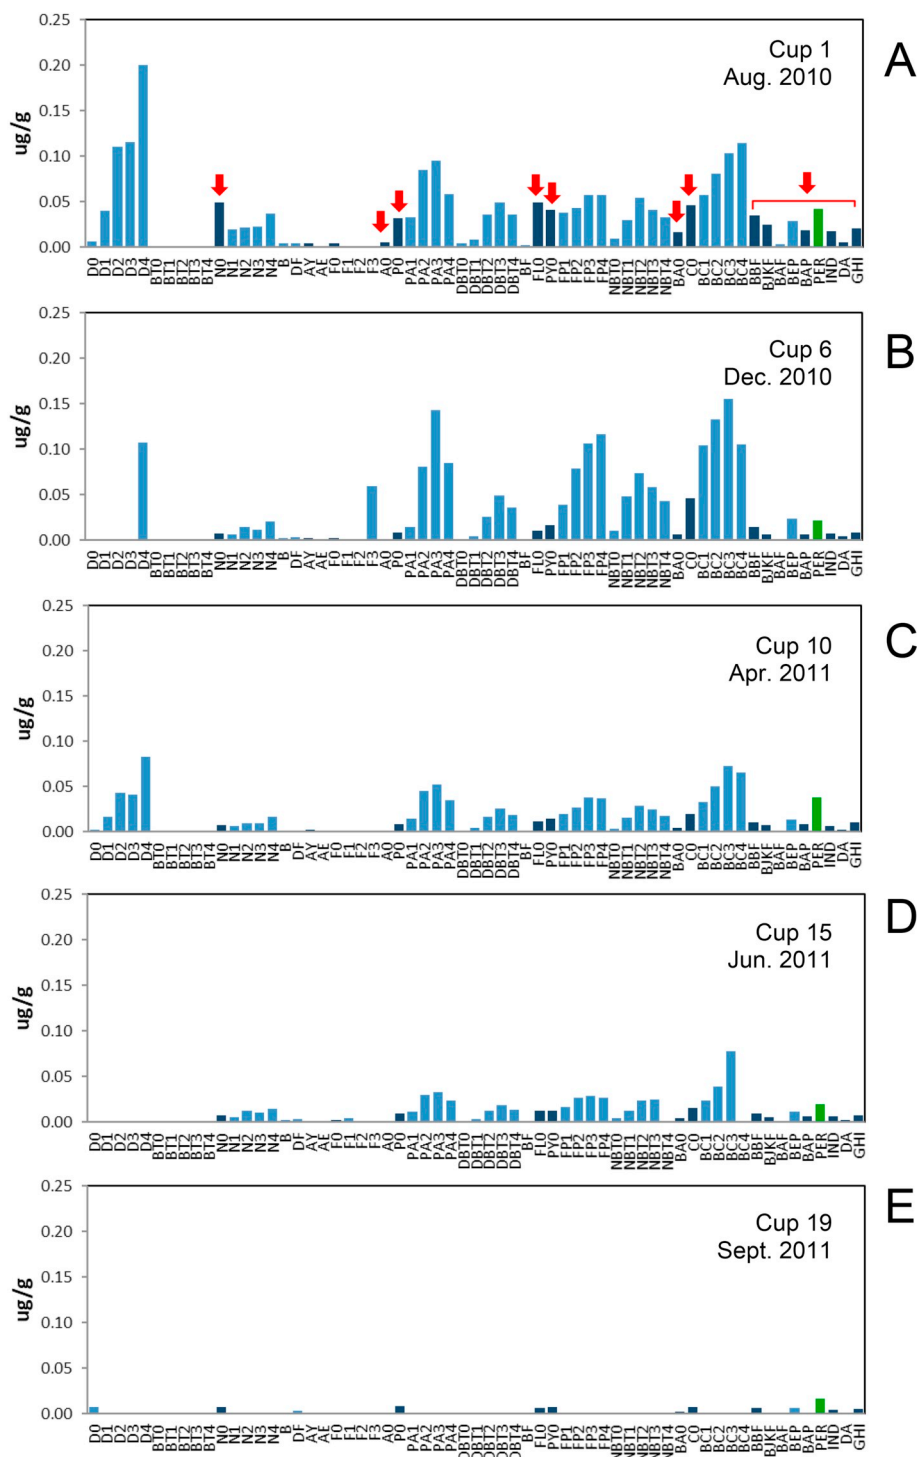 A
Cup 1
Aug. 2010
ug/g
0.25
0.20
0.15
0.10
0.05
0.00
D0 D1 D2 D3 D4 BT0 BT1 BT2 BT3 BT4 N0 N1 N2 N3 N4 B DF AY AE F0 F1 F2 F3 A0 P0 PA1 PA2 PA3 PA4 DBT0 DBT1 DBT2 DBT3 DBT4 BF FL0 PY0 FP1 FP2 FP3 FP4 NBT0 NBT1 NBT2 NBT3 NBT4 BA0 C0 BC1 BC2 BC3 BC4 BBF BJKF BAF BEP BAP PER IND DA GHI
B
Cup 6
Dec. 2010
ug/g
0.25
0.20
0.15
0.10
0.05
0.00
D0 D1 D2 D3 D4 BT0 BT1 BT2 BT3 BT4 N0 N1 N2 N3 N4 B DF AY AE F0 F1 F2 F3 A0 P0 PA1 PA2 PA3 PA4 DBT0 DBT1 DBT2 DBT3 DBT4 BF FL0 PY0 FP1 FP2 FP3 FP4 NBT0 NBT1 NBT2 NBT3 NBT4 BA0 C0 BC1 BC2 BC3 BC4 BBF BJKF BAF BEP BAP PER IND DA GHI
C
Cup 10
Apr. 2011
ug/g
0.25
0.20
0.15
0.10
0.05
0.00
D0 D1 D2 D3 D4 BT0 BT1 BT2 BT3 BT4 N0 N1 N2 N3 N4 B DF AY AE F0 F1 F2 F3 A0 P0 PA1 PA2 PA3 PA4 DBT0 DBT1 DBT2 DBT3 DBT4 BF FL0 PY0 FP1 FP2 FP3 FP4 NBT0 NBT1 NBT2 NBT3 NBT4 BA0 C0 BC1 BC2 BC3 BC4 BBF BJKF BAF BEP BAP PER IND DA GHI
D
Cup 15
Jun. 2011
ug/g
0.25
0.20
0.15
0.10
0.05
0.00
D0 D1 D2 D3 D4 BT0 BT1 BT2 BT3 BT4 N0 N1 N2 N3 N4 B DF AY AE F0 F1 F2 F3 A0 P0 PA1 PA2 PA3 PA4 DBT0 DBT1 DBT2 DBT3 DBT4 BF FL0 PY0 FP1 FP2 FP3 FP4 NBT0 NBT1 NBT2 NBT3 NBT4 BA0 C0 BC1 BC2 BC3 BC4 BBF BJKF BAF BEP BAP PER IND DA GHI
E
Cup 19
Sept. 2011
ug/g
0.25
0.20
0.15
0.10
0.05
0.00
D0 D1 D2 D3 D4 BT0 BT1 BT2 BT3 BT4 N0 N1 N2 N3 N4 B DF AY AE F0 F1 F2 F3 A0 P0 PA1 PA2 PA3 PA4 DBT0 DBT1 DBT2 DBT3 DBT4 BF FL0 PY0 FP1 FP2 FP3 FP4 NBT0 NBT1 NBT2 NBT3 NBT4 BA0 C0 BC1 BC2 BC3 BC4 BBF BJKF BAF BEP BAP PER IND DA GHI